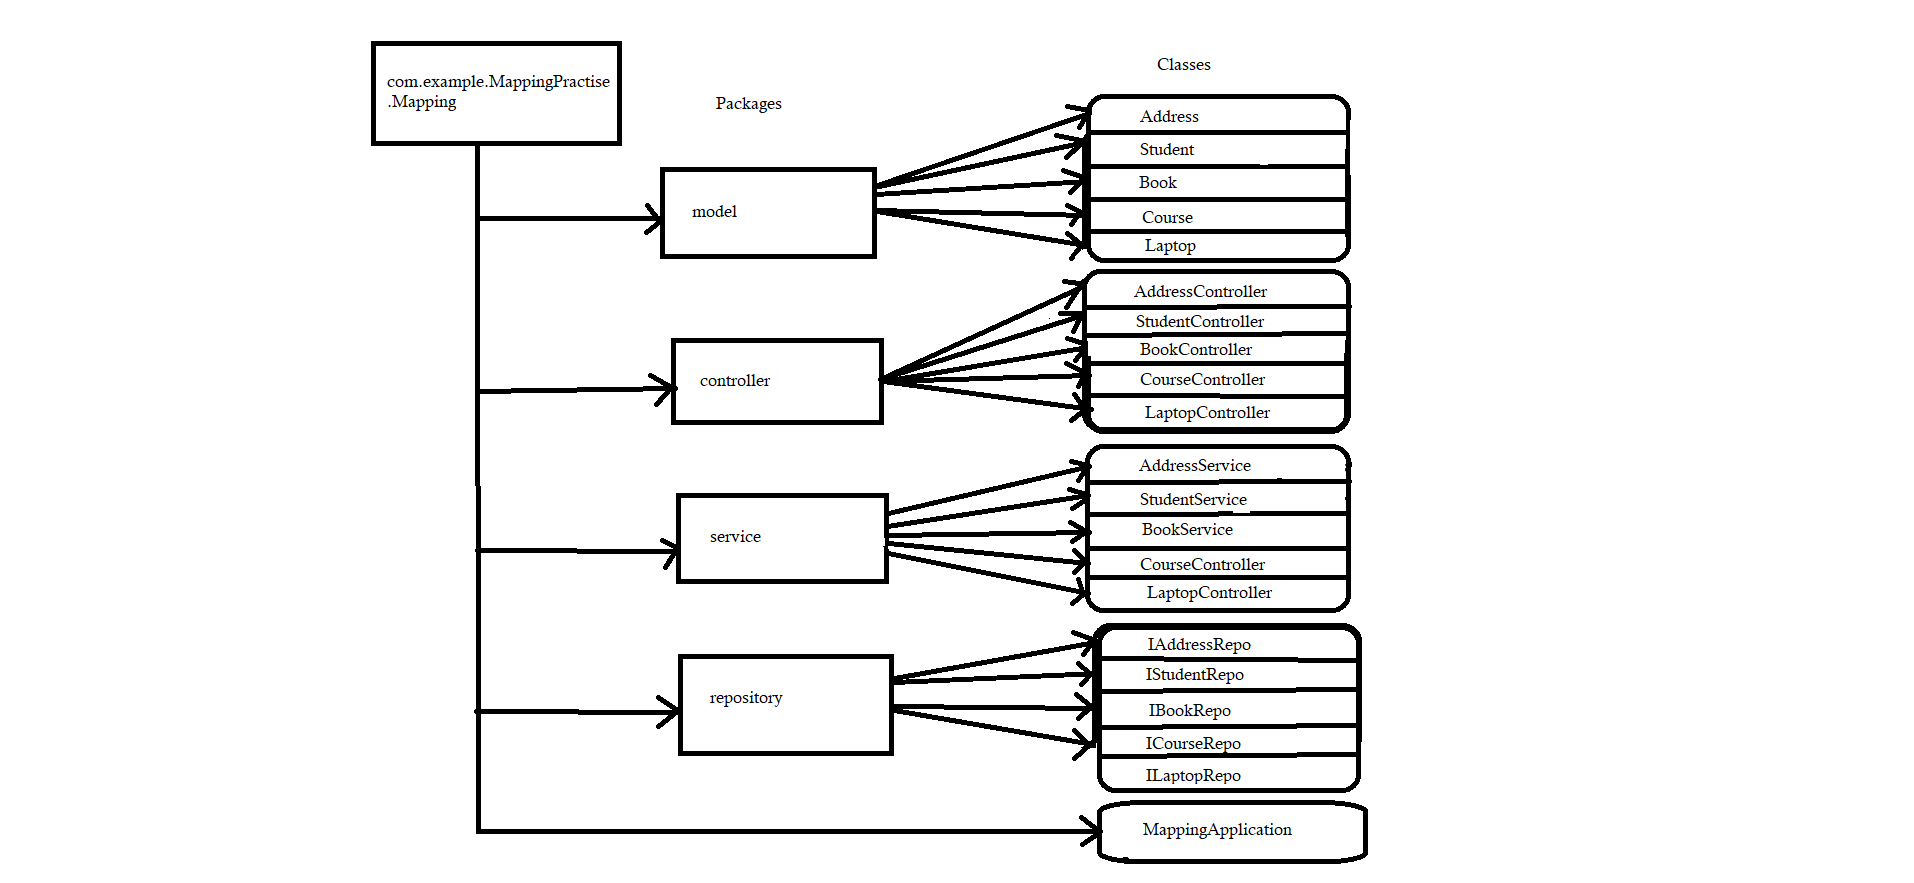 com.example.MappingPractise
.Mapping
Packages
Classes
model
Address
Student
Book
Course
Laptop
controller
AddressController
StudentController
BookController
CourseController
LaptopController
service
AddressService
StudentService
BookService
CourseController
LaptopController
repository
IAddressRepo
IStudentRepo
IBookRepo
ICourseRepo
ILaptopRepo
MappingApplication